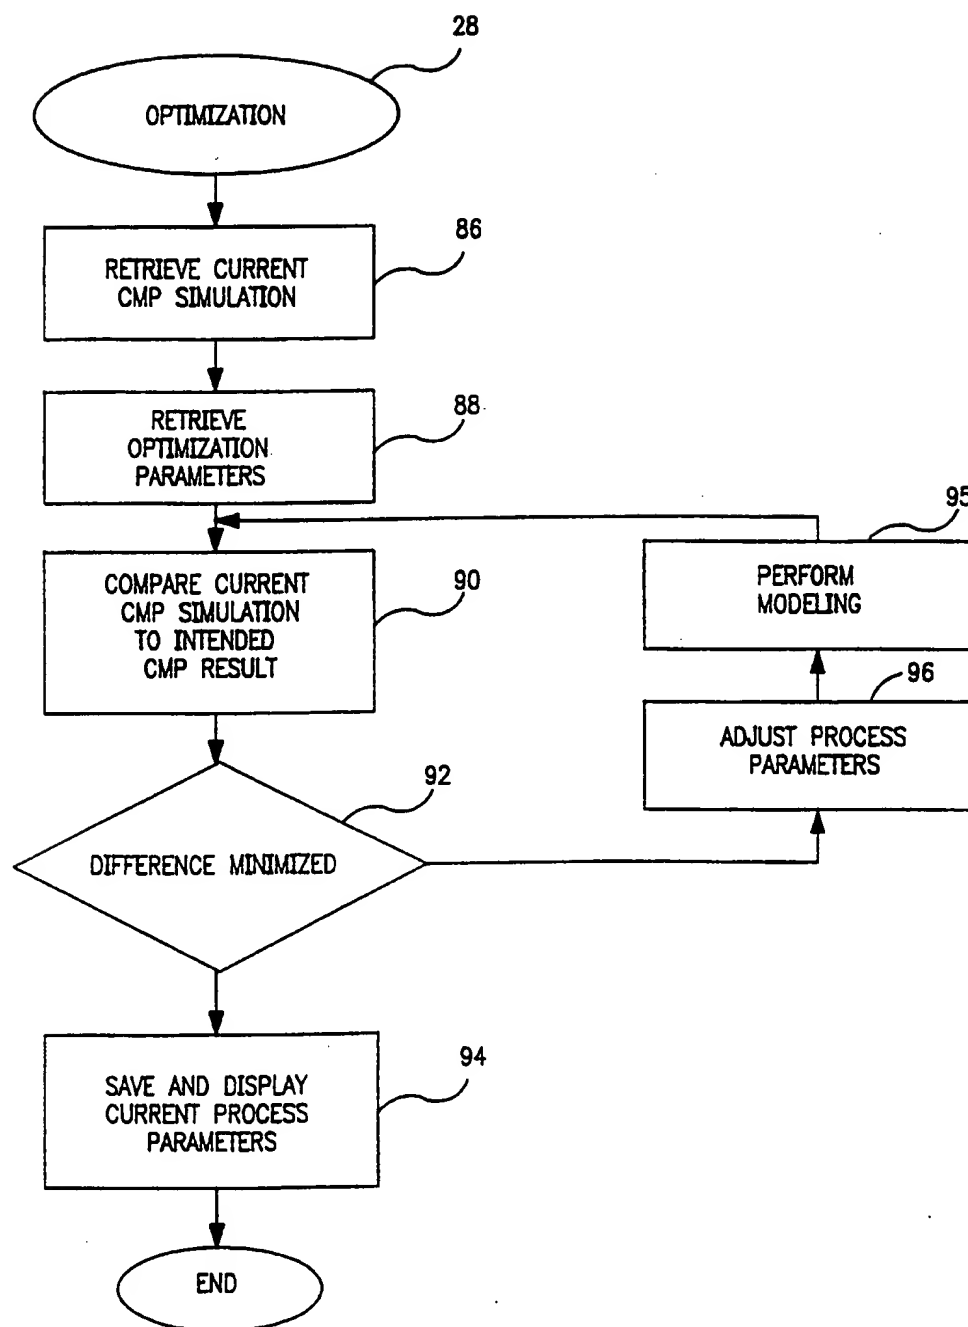 28
OPTIMIZATION
86
RETRIEVE CURRENT
CMP SIMULATION
88
RETRIEVE
OPTIMIZATION
PARAMETERS
95
PERFORM
MODELING
90
COMPARE CURRENT
CMP SIMULATION
TO INTENDED
CMP RESULT
96
ADJUST PROCESS
PARAMETERS
92
DIFFERENCE MINIMIZED
94
SAVE AND DISPLAY
CURRENT PROCESS
PARAMETERS
END